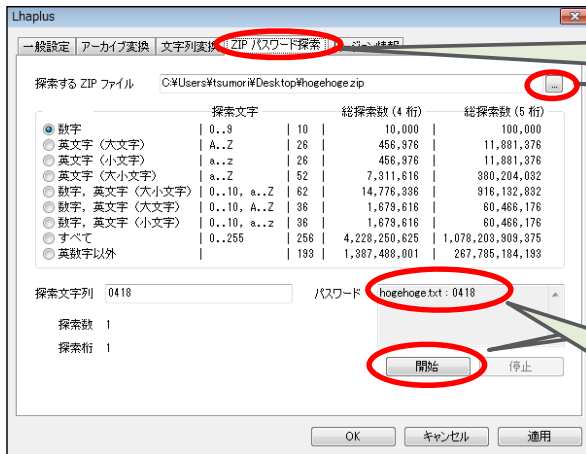 Lhaplus
一般設定 アーカイブ変換 文字列変換 ZIP パスワード探索
探索する ZIP ファイル C:¥Users¥tsumori¥Desktop¥hogehoge.zip ...
探索文字 総探索数 (4 桁) 総探索数 (5 桁)
数字 | 0..9 | 10 | 10,000 | 100,000
英文字 (大文字) | A..Z | 26 | 456,976 | 11,881,376
英文字 (小文字) | a..z | 26 | 456,976 | 11,881,376
英文字 (大小文字) | a..Z | 52 | 7,311,616 | 380,204,032
数字, 英文字 (大小文字) | 0..10, a..Z | 62 | 14,776,336 | 916,132,832
数字, 英文字 (大文字) | 0..10, A..Z | 36 | 1,679,616 | 60,466,176
数字, 英文字 (小文字) | 0..10, a..z | 36 | 1,679,616 | 60,466,176
すべて | 0..255 | 256 | 4,228,250,625 | 1,078,203,909,375
英数字以外 | | 193 | 1,387,488,001 | 267,785,184,193
探索文字列 0418 パスワード hogehoge.txt : 0418
探索数 1
探索桁 1
開始 停止
OK キャンセル 適用